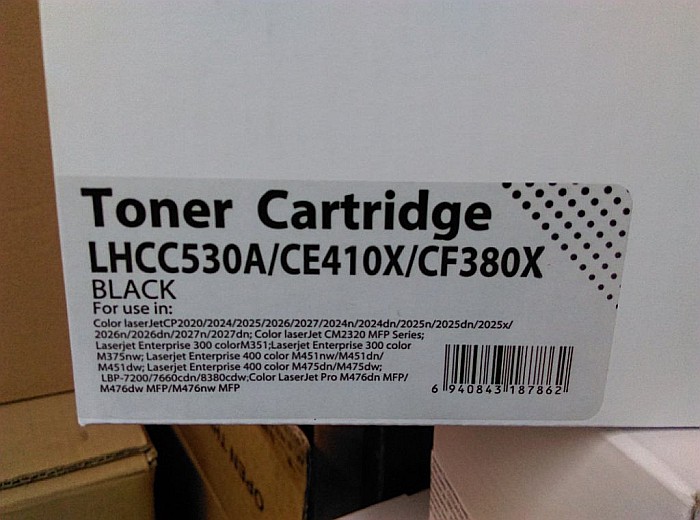 Toner Cartridge
LHCC530A/CE410X/CF380X
BLACK
For use in:
Color laserJetCP2020/2024/2025/2026/2027/2024n/2024dn/2025n/2025dn/2025x/
2026n/2026dn/2027n/2027dn; Color laserJet CM2320 MFP Series;
Laserjet Enterprise 300 colorM351;Laserjet Enterprise 300 color
M375nw; Laserjet Enterprise 400 color M451nw/M451dn/
M451dw; Laserjet Enterprise 400 color M475dn/M475dw;
LBP-7200/7660cdn/8380cdw;Color LaserJet Pro M476dn MFP/
M476dw MFP/M476nw MFP
6 940843 187862
OPEN